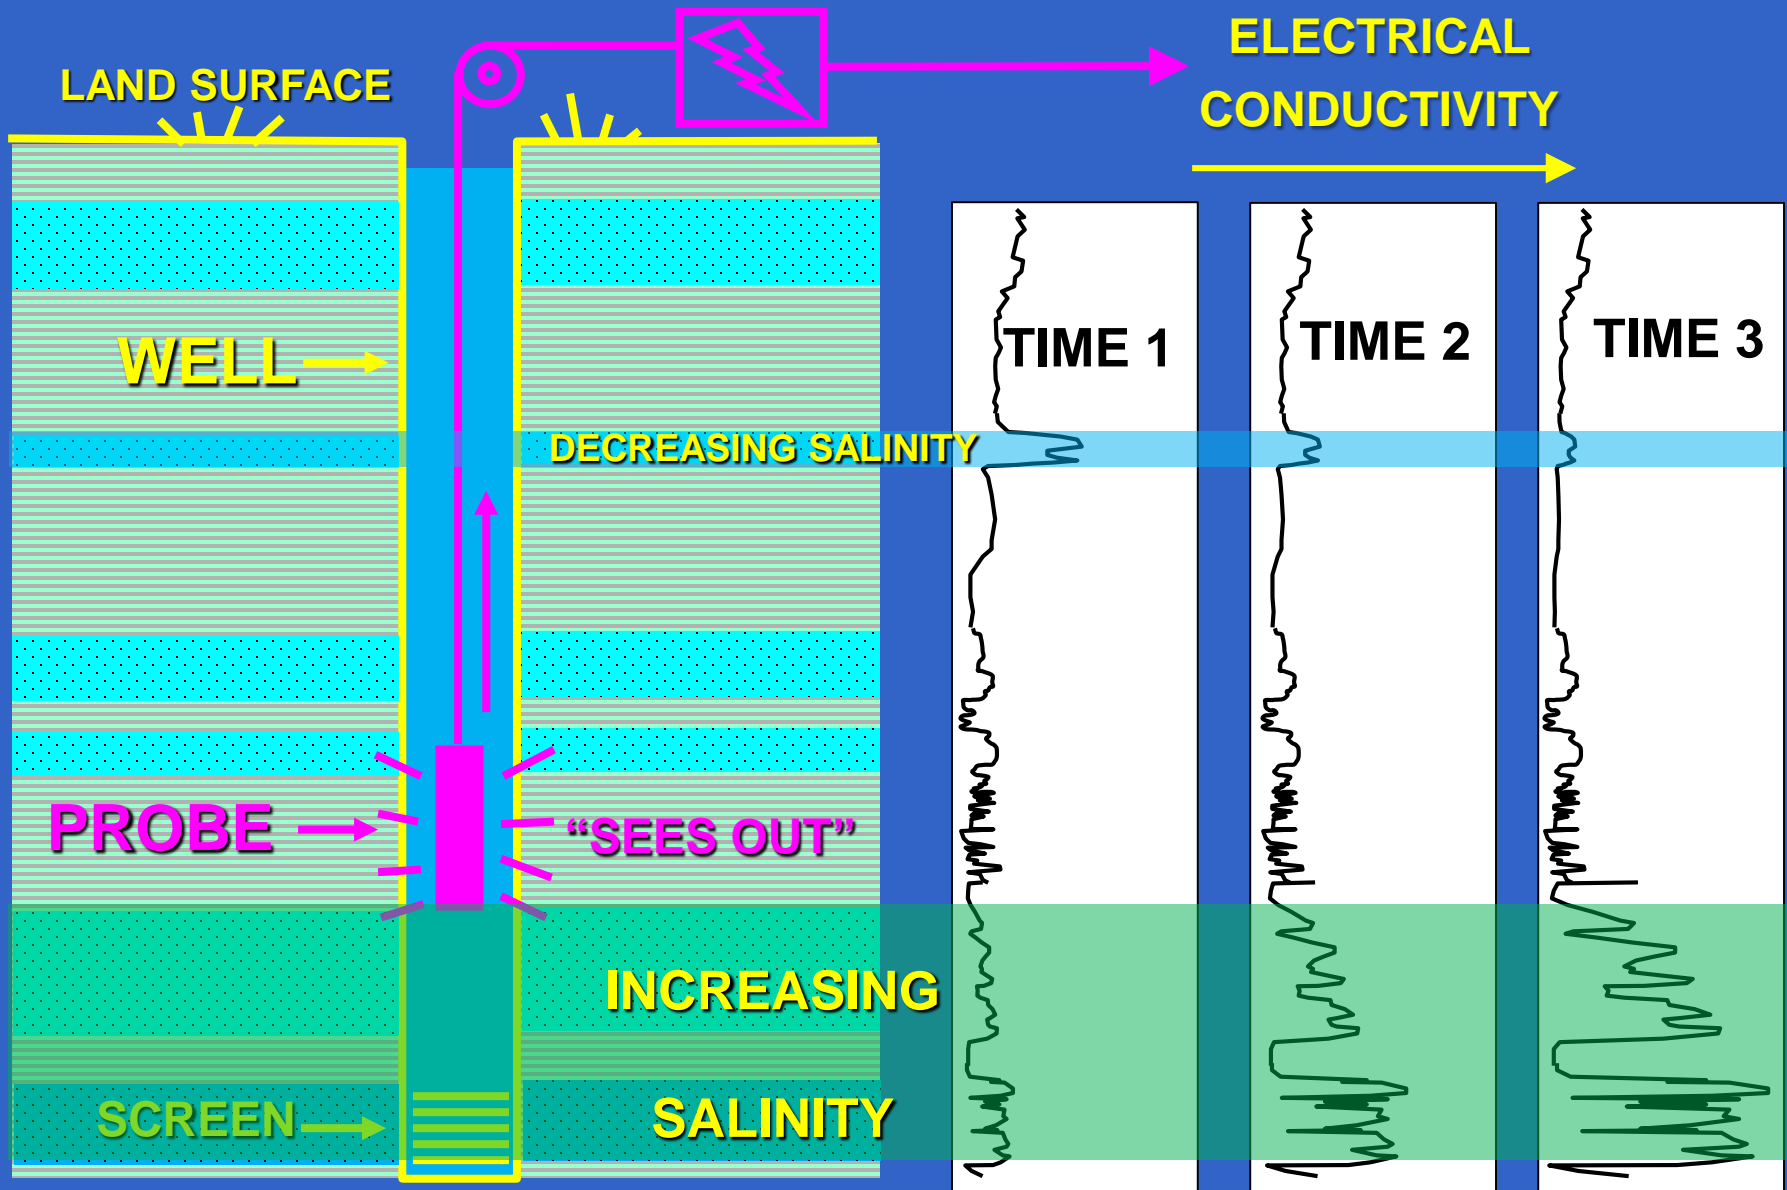 ELECTRICAL
CONDUCTIVITY
LAND SURFACE
TIME 1
TIME 2
TIME 3
WELL
DECREASING SALINITY
PROBE
“SEES OUT”
INCREASING
SALINITY
SCREEN